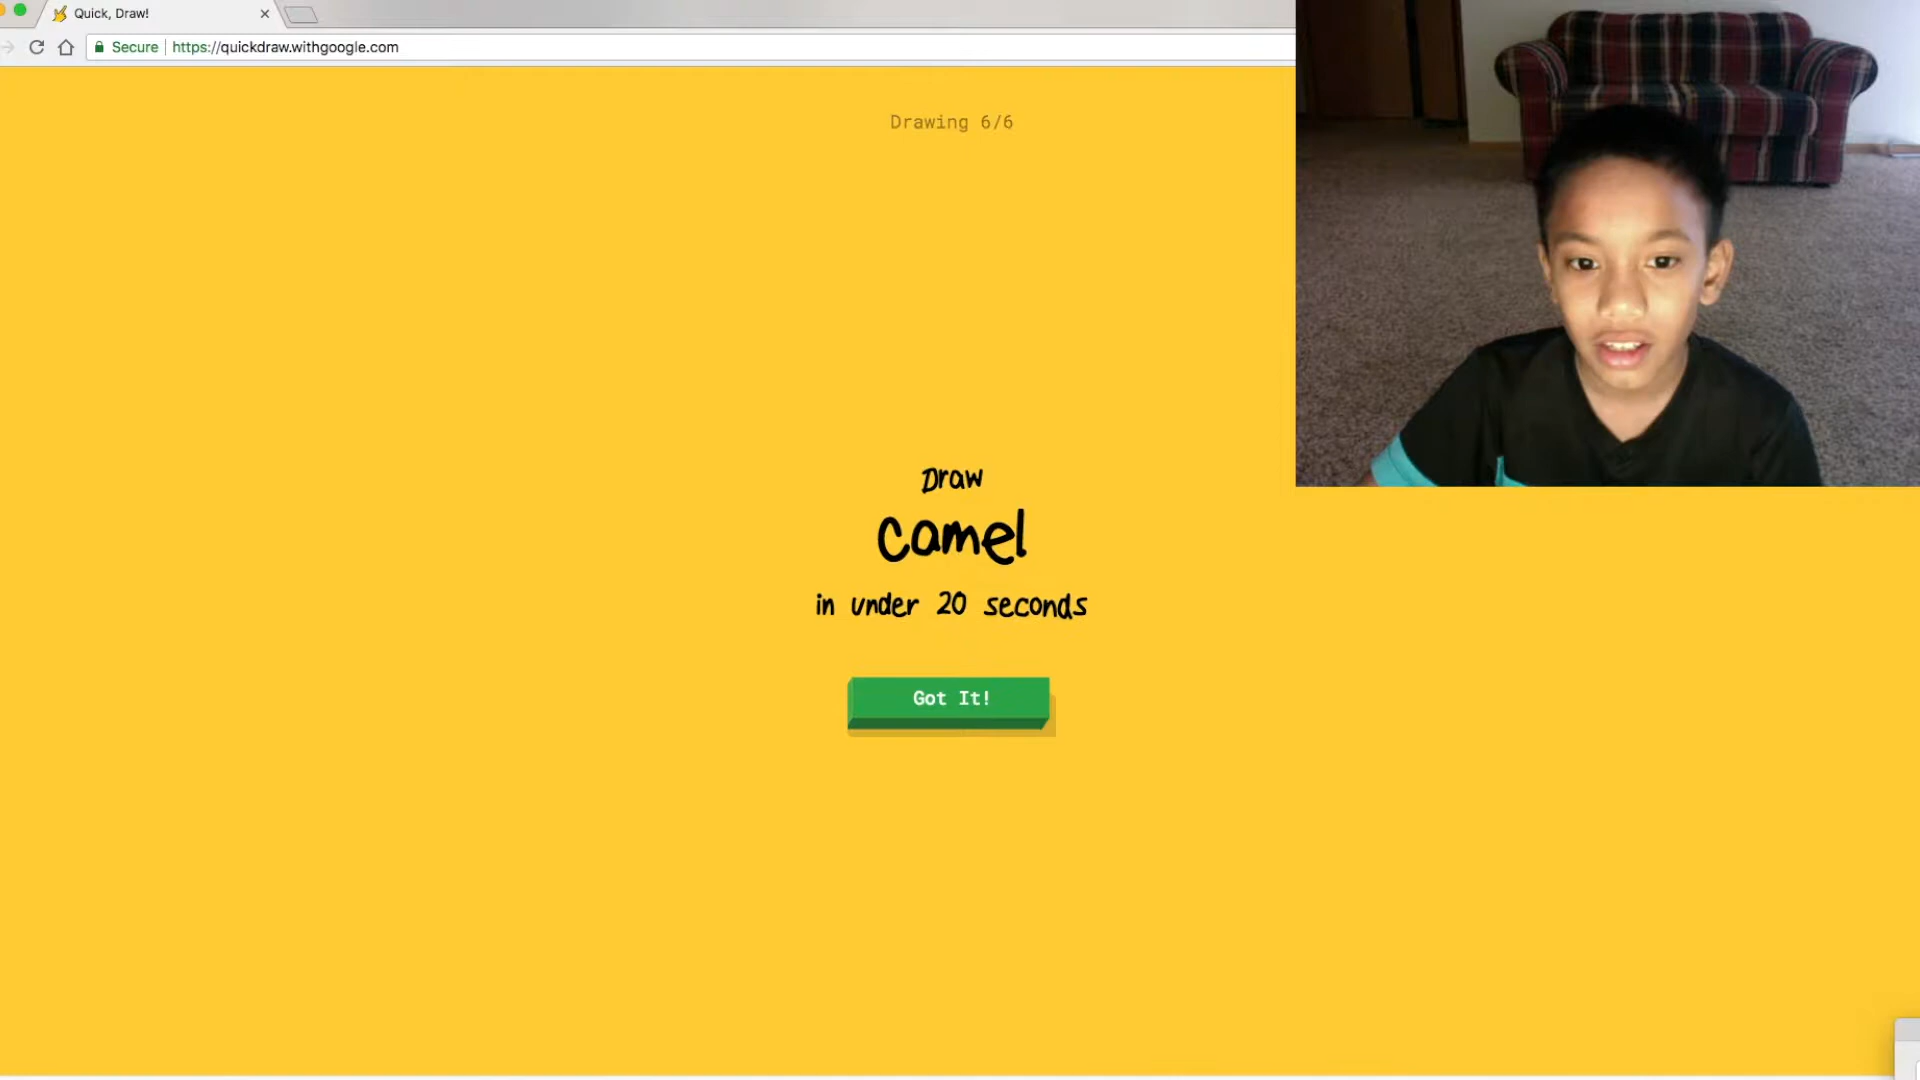 Quick, Draw!
Secure
https://quickdraw.withgoogle.com
Drawing 6/6
Draw
camel
in under 20 seconds
Got It!